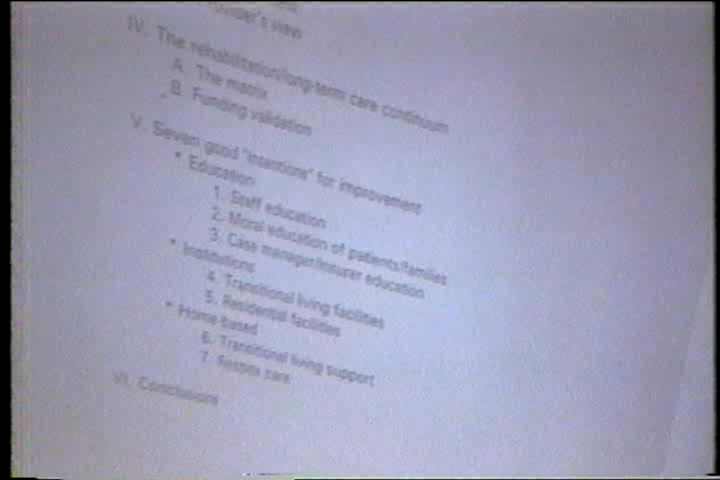 view
IV. The rehabilitation/long-term care continuum
A. The matrix
B. Funding validation
V. Seven good "intentions" for improvement
• Education
1. Staff education
2. Moral education of patients/families
3. Case manager/insurer education
• Institutions
4. Transitional living facilities
5. Residential facilities
• Home-based
6. Transitional living support
7. Respite care
VI. Conclusions